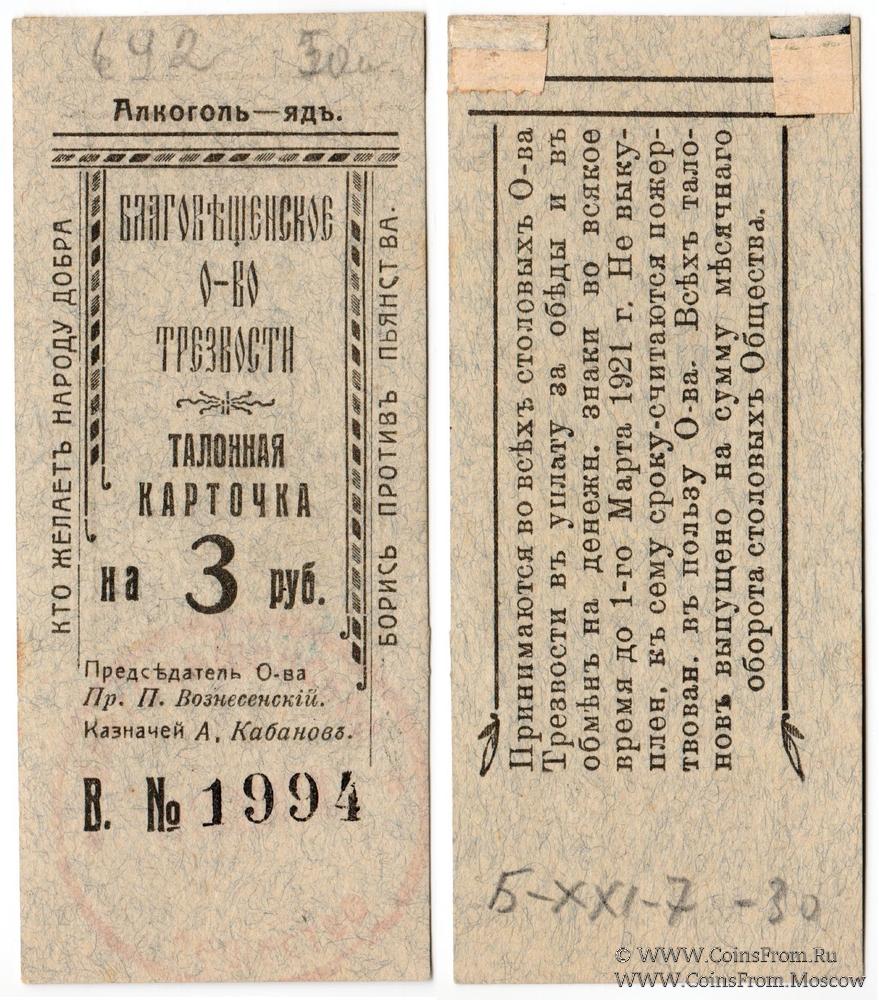 692 50
Алкоголь—ядъ.
КТО ЖЕЛАЕТЪ НАРОДУ ДОБРА
БЛАГОВѢЩЕНСКОЕ
О-ВО
ТРЕЗВОСТИ
ТАЛОННАЯ
КАРТОЧКА
на 3 руб.
БОРИСЬ ПРОТИВЪ ПЬЯНСТВА.
Предсѣдатель О-ва
Пр. П. Вознесенскій.
Казначей А. Кабановъ.
В. № 1994
Принимаются во всѣхъ столовыхъ О-ва
Трезвости въ уплату за обѣды и въ
обмѣнъ на денежн. знаки во всякое
время до 1-го Марта 1921 г. Не выку-
плен. къ сему сроку-считаются пожер-
твован. въ пользу О-ва. Всѣхъ тало-
новъ выпущено на сумму мѣсячнаго
оборота столовыхъ Общества.
Б-XXI-7 -30
© WWW.CoinsFrom.Ru
WWW.CoinsFrom.Moscow